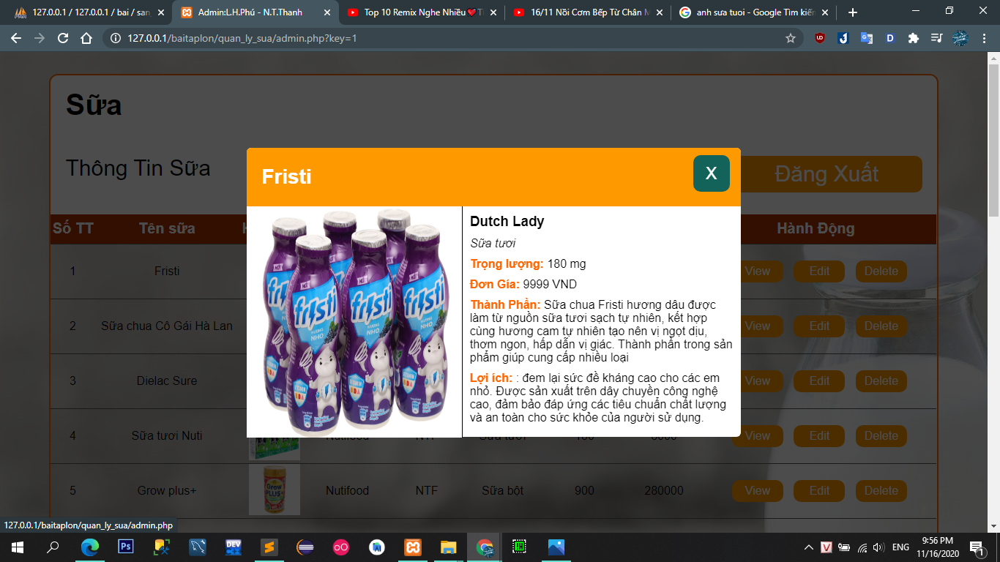 127.0.0.1 / 127.0.0.1 / bai / san
Admin:L.H.Phú - N.T.Thanh
Top 10 Remix Nghe Nhiều❤️T
16/11 Nồi Cơm Bếp Từ Chân M
anh sưa tuoi - Google Tìm kiếm
127.0.0.1/baitaplon/quan_ly_sua/admin.php?key=1
Sữa
Thông Tin Sữa
Đăng Xuất
Fristi
X
Số TT Tên sữa Hành Động
Dutch Lady
Sữa tươi
Trọng lượng: 180 mg
Đơn Gía: 9999 VND
Thành Phần: Sữa chua Fristi hương dâu được
làm từ nguồn sữa tươi sạch tự nhiên, kết hợp
cùng hương cam tự nhiên tạo nên vị ngọt dịu,
thơm ngon, hấp dẫn vị giác. Thành phần trong sản
phẩm giúp cung cấp nhiều loại
Lợi ích: : đem lại sức đề kháng cao cho các em
nhỏ. Được sản xuất trên dây chuyền công nghệ
cao, đảm bảo đáp ứng các tiêu chuẩn chất lượng
và an toàn cho sức khỏe của người sử dụng.
fristi fristi fristi
HƯƠNG NHO HƯƠNG NHO
1 Fristi View Edit Delete
2 Sữa chua Cô Gái Hà Lan View Edit Delete
3 Dielac Sure View Edit Delete
4 Sữa tươi Nuti Nutifood NTF Sữa tươi View Edit Delete
5 Grow plus+ Nutifood NTF Sữa bột 900 280000 View Edit Delete
Grow
PLUS+
127.0.0.1/baitaplon/quan_ly_sua/admin.php
Ps
DEV
ENG
9:56 PM
11/16/2020